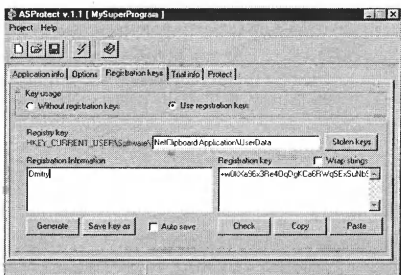 ASProtect v.1.1 [ MySuperProgram ]
Project Help
Application info Options Registration keys Trial info Protect
Key usage
Without registration keys Use registration keys
Registry key
HKEY_CURRENT_USER\Software\ NetClipboard Application\UserData Stolen keys
Registration Information Registration key Wrap strings
Dmitry
Generate Save key as Auto save Check Copy Paste